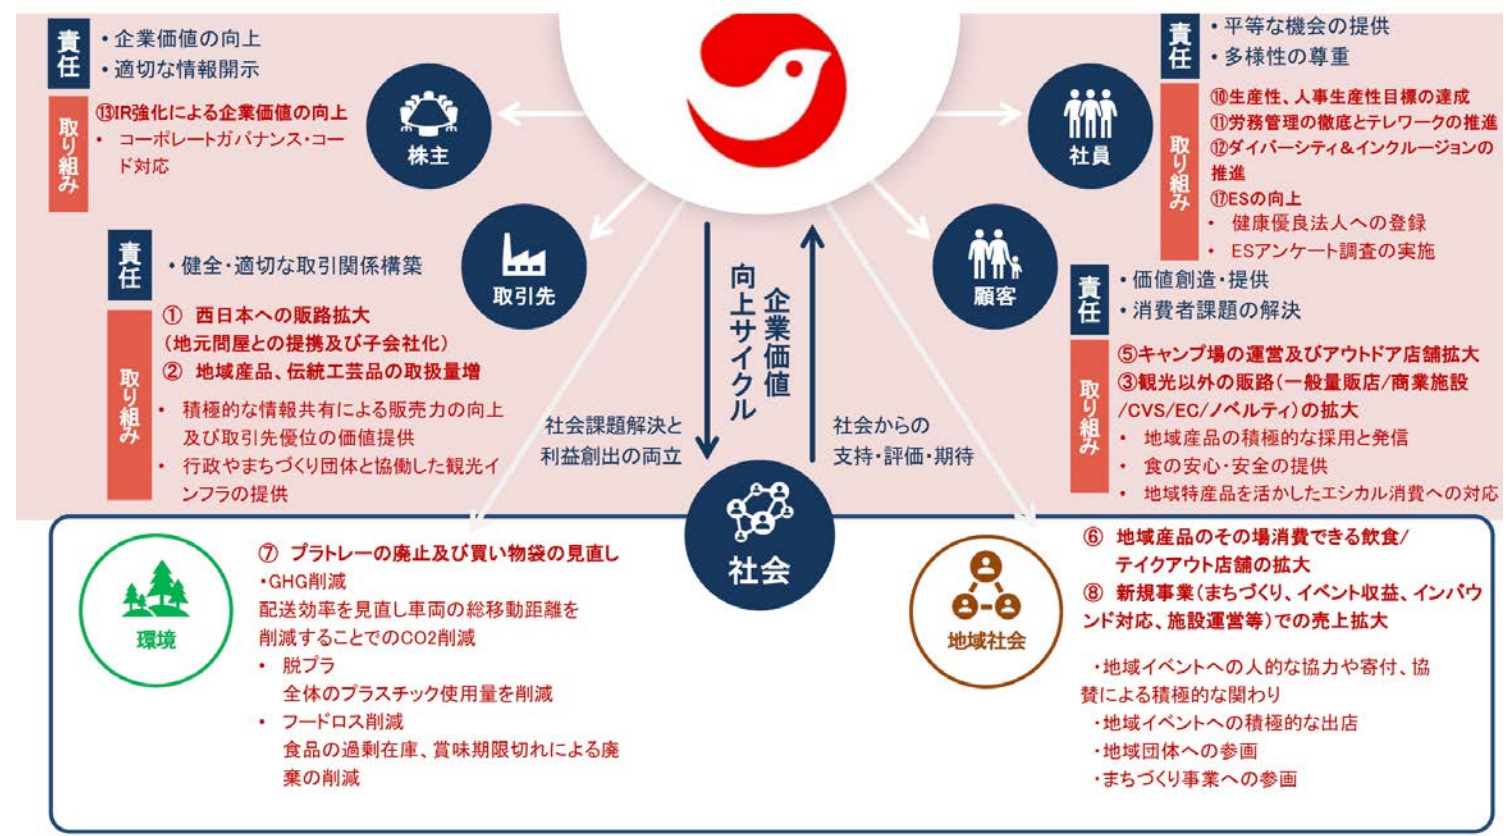 責任
・企業価値の向上
・適切な情報開示
取り組み
⑬IR強化による企業価値の向上
• コーポレートガバナンス・コー
ド対応
株主
責任
・健全・適切な取引関係構築
取り組み
① 西日本への販路拡大
(地元問屋との提携及び子会社化)
② 地域産品、伝統工芸品の取扱量増
• 積極的な情報共有による販売力の向上
及び取引先優位の価値提供
• 行政やまちづくり団体と協働した観光イ
ンフラの提供
取引先
企業価値
向上サイクル
社会課題解決と
利益創出の両立
社会からの
支持・評価・期待
社会
社員
責任
・平等な機会の提供
・多様性の尊重
取り組み
⑩生産性、人事生産性目標の達成
⑪労務管理の徹底とテレワークの推進
⑫ダイバーシティ&インクルージョンの
推進
⑰ESの向上
• 健康優良法人への登録
• ESアンケート調査の実施
顧客
責任
・価値創造・提供
・消費者課題の解決
取り組み
⑤キャンプ場の運営及びアウトドア店舗拡大
③観光以外の販路(一般量販店/商業施設
/CVS/EC/ノベルティ)の拡大
• 地域産品の積極的な採用と発信
• 食の安心・安全の提供
• 地域特産品を活かしたエシカル消費への対応
環境
⑦ プラトレーの廃止及び買い物袋の見直し
・GHG削減
配送効率を見直し車両の総移動距離を
削減することでのCO2削減
• 脱プラ
全体のプラスチック使用量を削減
• フードロス削減
食品の過剰在庫、賞味期限切れによる廃
棄の削減
地域社会
⑥ 地域産品のその場消費できる飲食/
テイクアウト店舗の拡大
⑧ 新規事業(まちづくり、イベント収益、インバウ
ンド対応、施設運営等)での売上拡大
・地域イベントへの人的な協力や寄付、協
賛による積極的な関わり
・地域イベントへの積極的な出店
・地域団体への参画
・まちづくり事業への参画